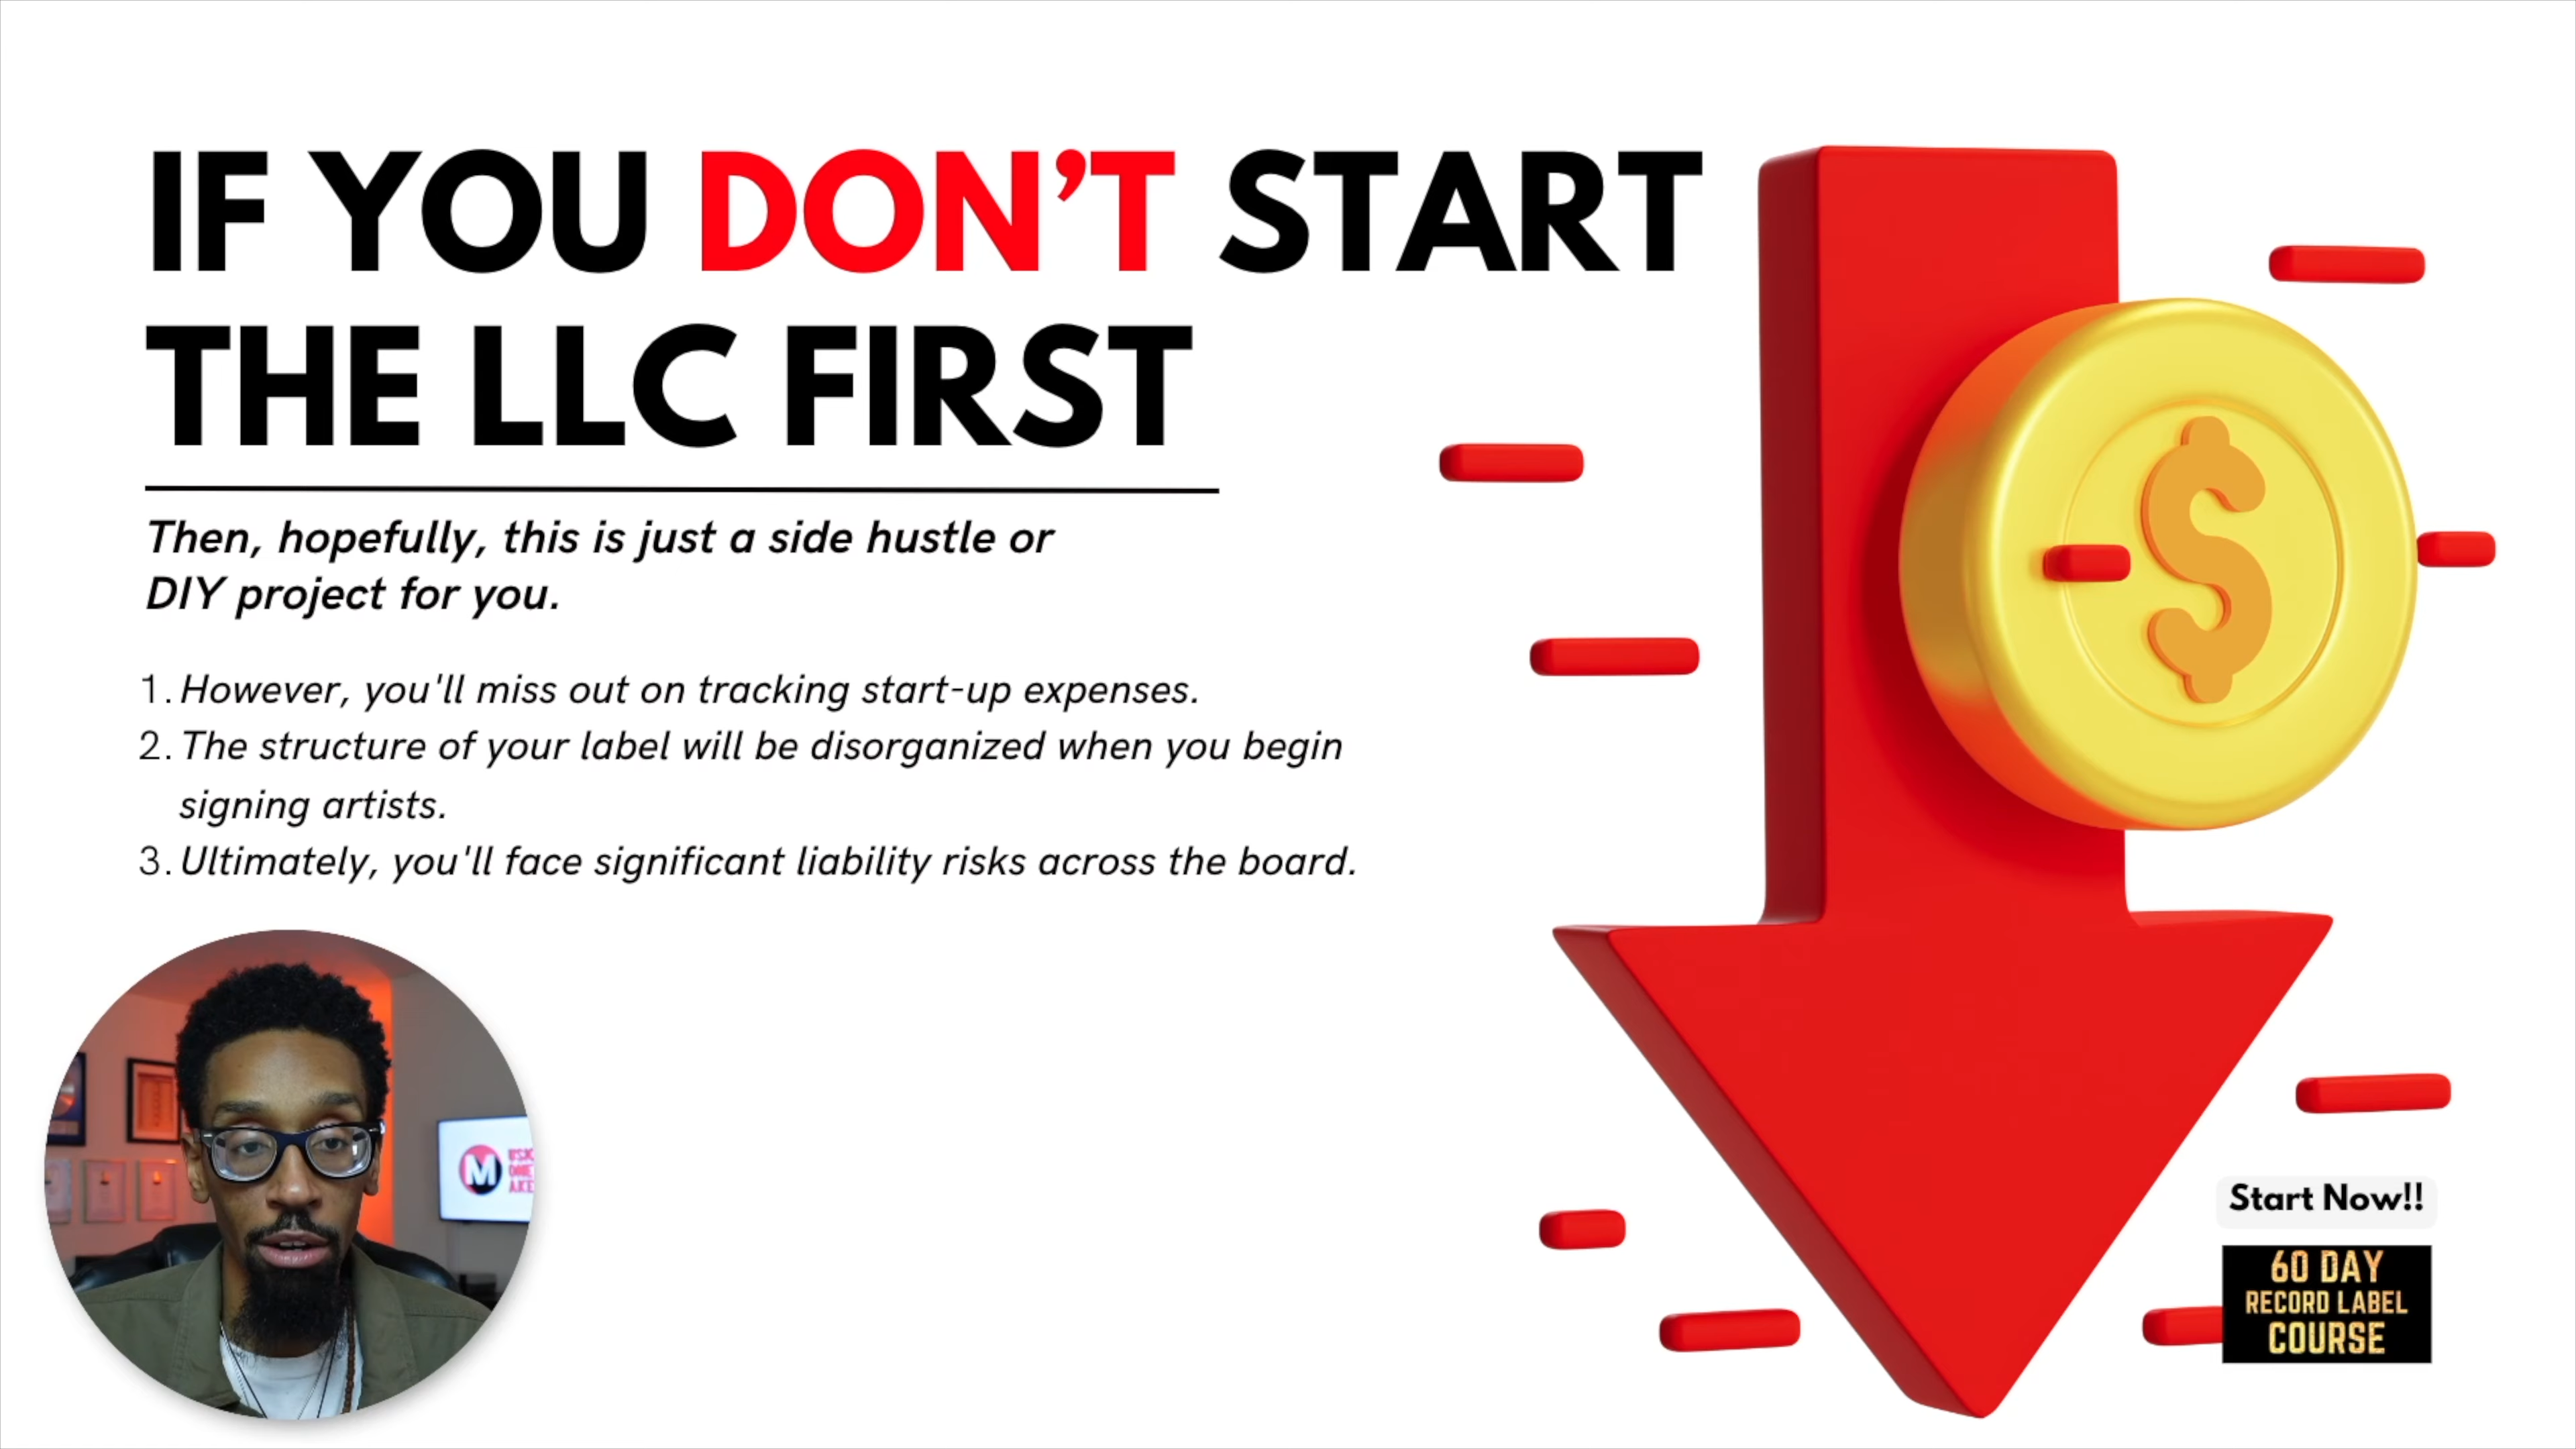 IF YOU DON'T START
THE LLC FIRST
Then, hopefully, this is just a side hustle or
DIY project for you.
1. However, you'll miss out on tracking start-up expenses.
2. The structure of your label will be disorganized when you begin
signing artists.
3. Ultimately, you'll face significant liability risks across the board.
$
M
Start Now!!
60 DAY
RECORD LABEL
COURSE